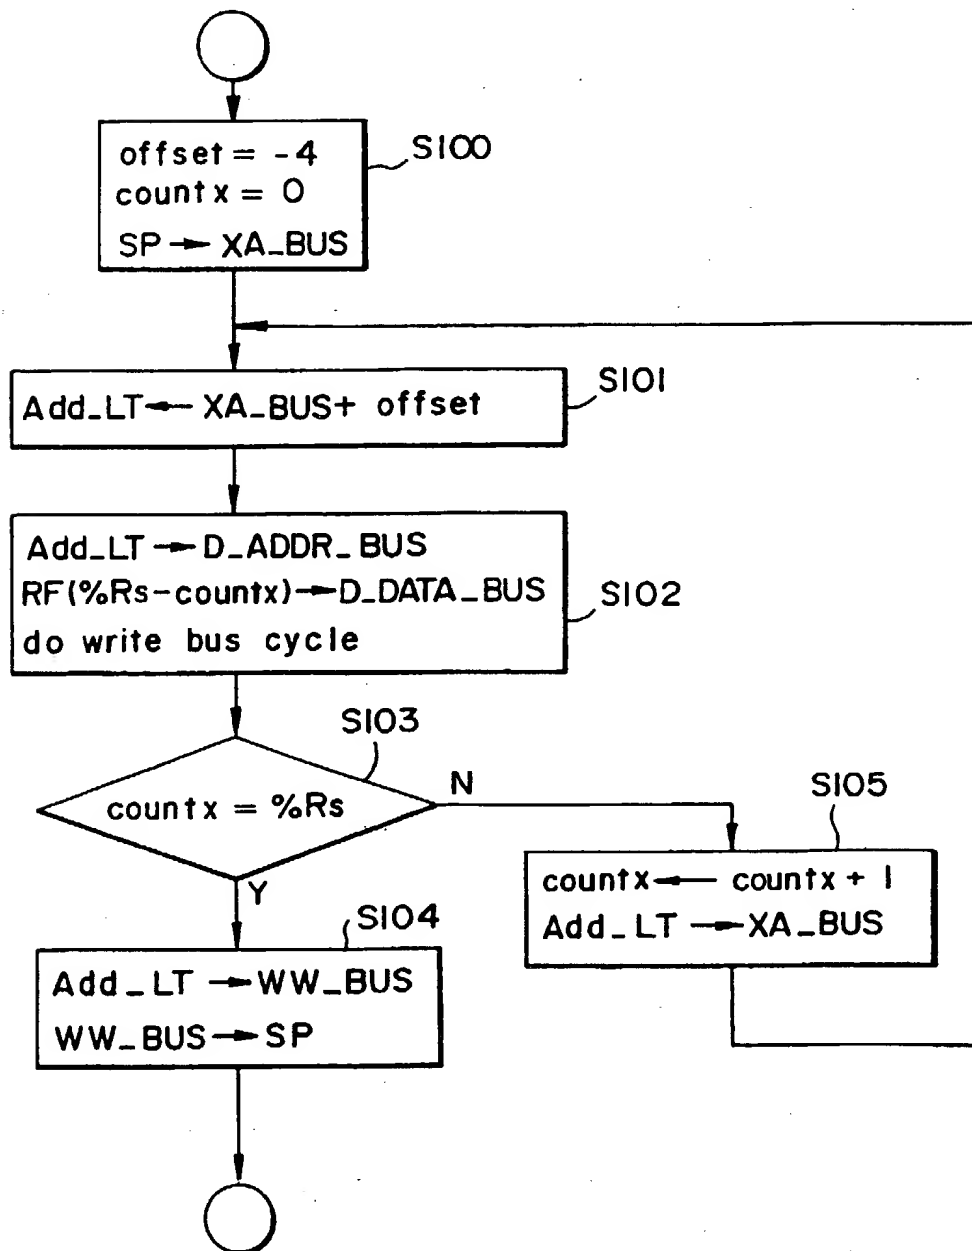 offset = -4
countx = 0
SP → XA_BUS
S100
Add_LT ← XA_BUS+ offset
S101
Add_LT → D_ADDR_BUS
RF(%Rs-countx) → D_DATA_BUS
do write bus cycle
S102
S103
countx = %Rs
N
Y
S105
countx ← countx + 1
Add_LT → XA_BUS
S104
Add_LT → WW_BUS
WW_BUS → SP